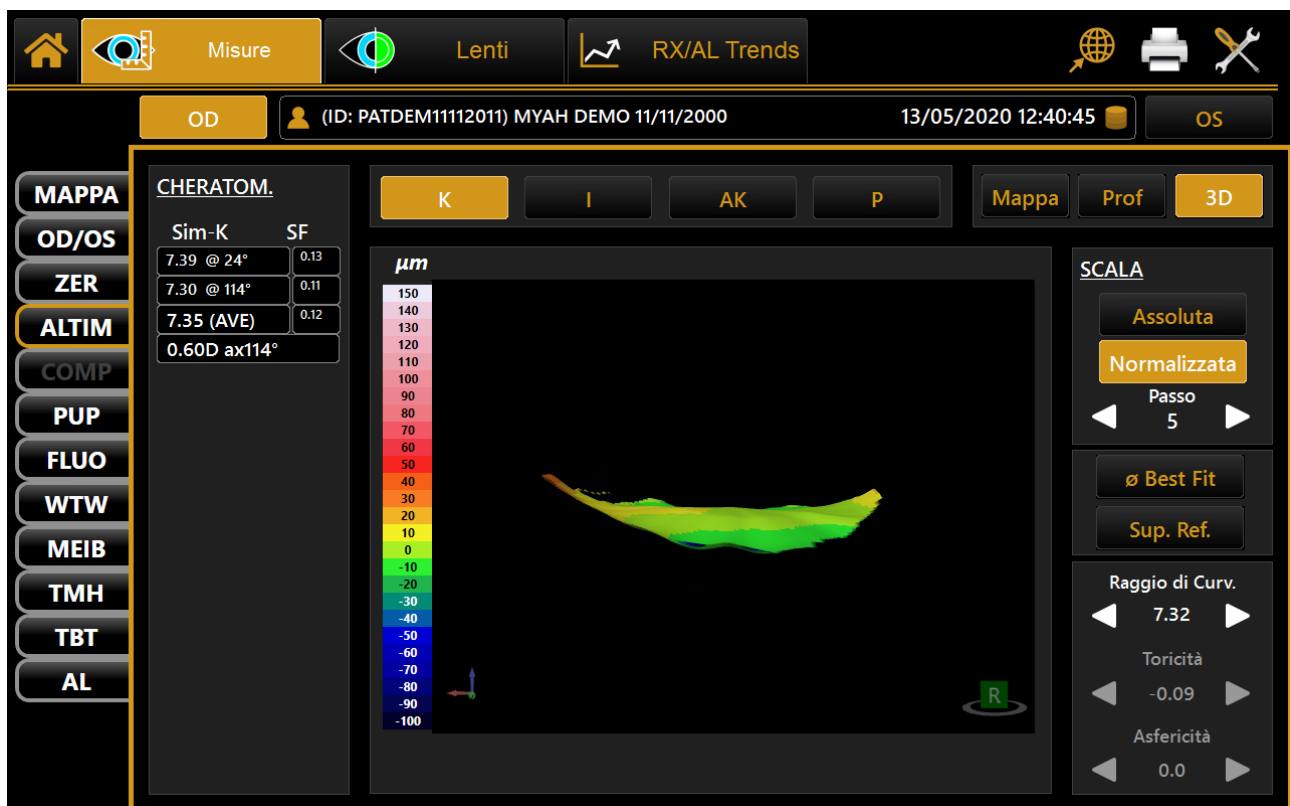 Misure
Lenti
RX/AL Trends
OD
(ID: PATDEM11112011) MYAH DEMO 11/11/2000
13/05/2020 12:40:45
OS
MAPPA
OD/OS
ZER
ALTIM
COMP
PUP
FLUO
WTW
MEIB
TMH
TBT
AL
CHERATOM.
Sim-K SF
7.39 @ 24° 0.13
7.30 @ 114° 0.11
7.35 (AVE) 0.12
0.60D ax114°
K
I
AK
P
Mappa
Prof
3D
µm
150
140
130
120
110
100
90
80
70
60
50
40
30
20
10
0
-10
-20
-30
-40
-50
-60
-70
-80
-90
-100
R
SCALA
Assoluta
Normalizzata
Passo
5
ø Best Fit
Sup. Ref.
Raggio di Curv.
7.32
Toricità
-0.09
Asfericità
0.0